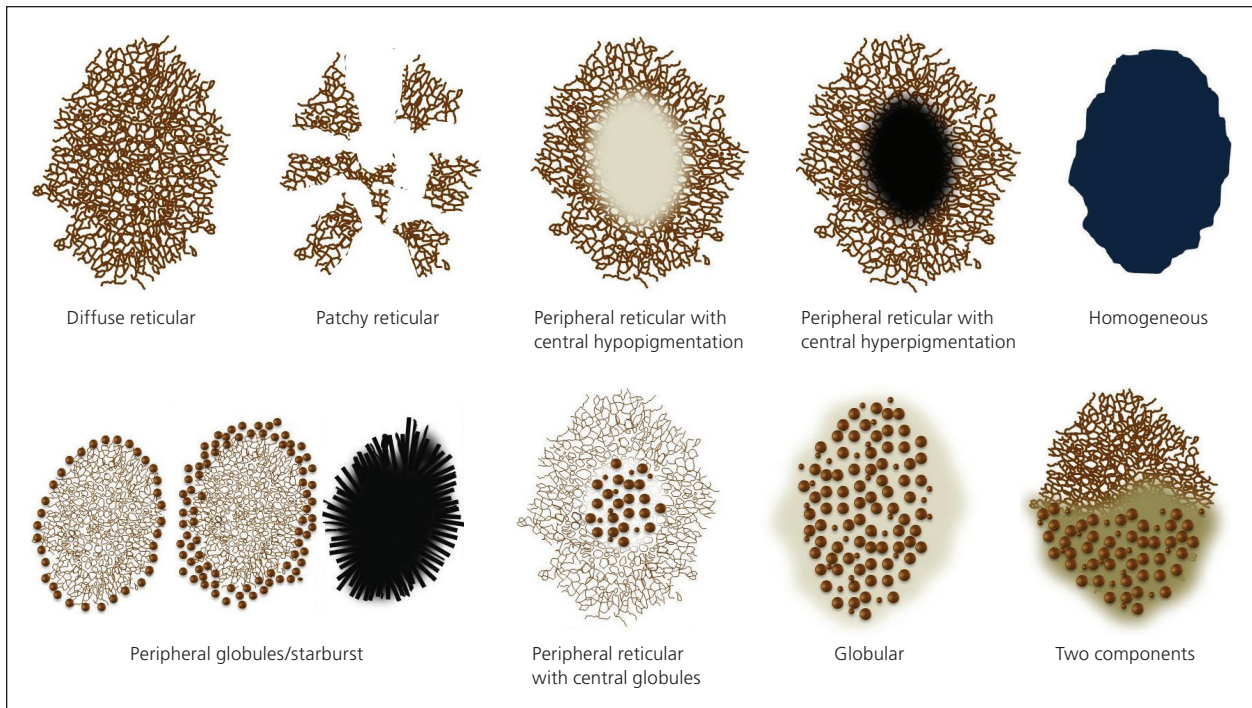 Diffuse reticular
Patchy reticular
Peripheral reticular with
central hypopigmentation
Peripheral reticular with
central hyperpigmentation
Homogeneous
Peripheral globules/starburst
Peripheral reticular
with central globules
Globular
Two components